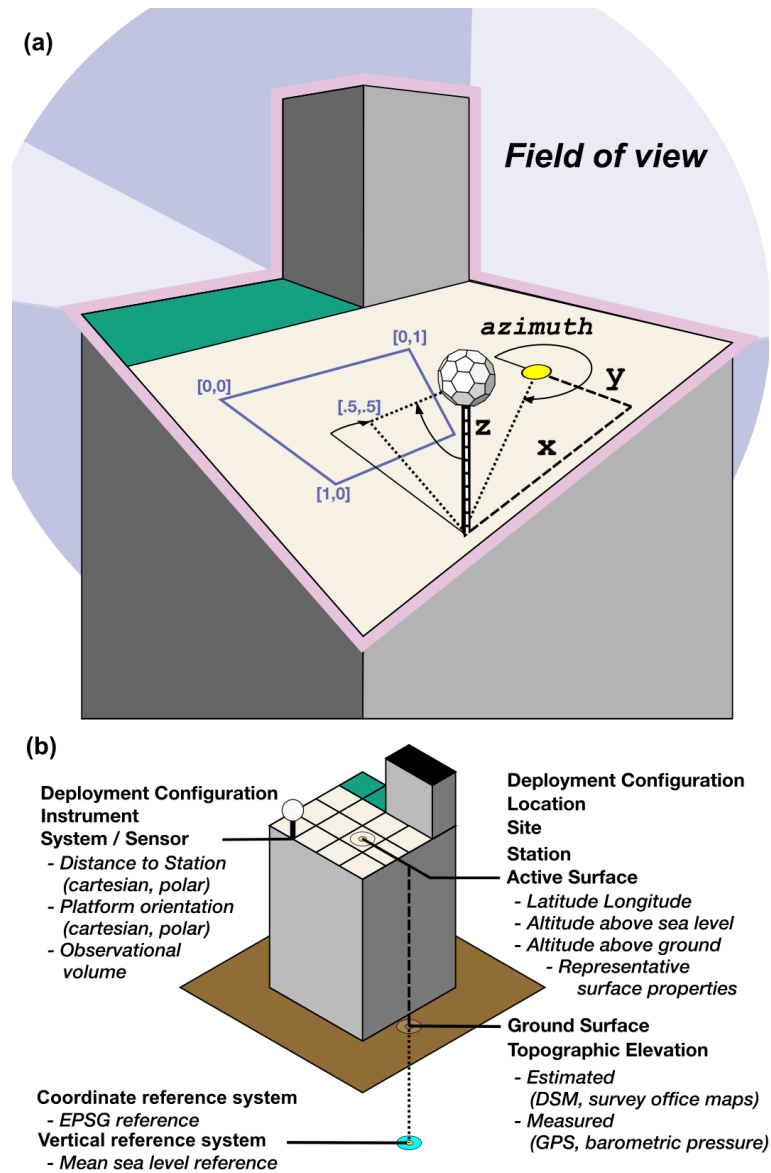 (a)
Field of view
azimuth
[0,1]
[0,0]
y
[.5,.5]
z
x
[1,0]
(b)
Deployment Configuration
Instrument
System / Sensor
- Distance to Station
(cartesian, polar)
- Platform orientation
(cartesian, polar)
- Observational
volume
Deployment Configuration
Location
Site
Station
Active Surface
- Latitude Longitude
- Altitude above sea level
- Altitude above ground
- Representative
surface properties
Ground Surface
Topographic Elevation
- Estimated
(DSM, survey office maps)
- Measured
(GPS, barometric pressure)
Coordinate reference system
- EPSG reference
Vertical reference system
- Mean sea level reference